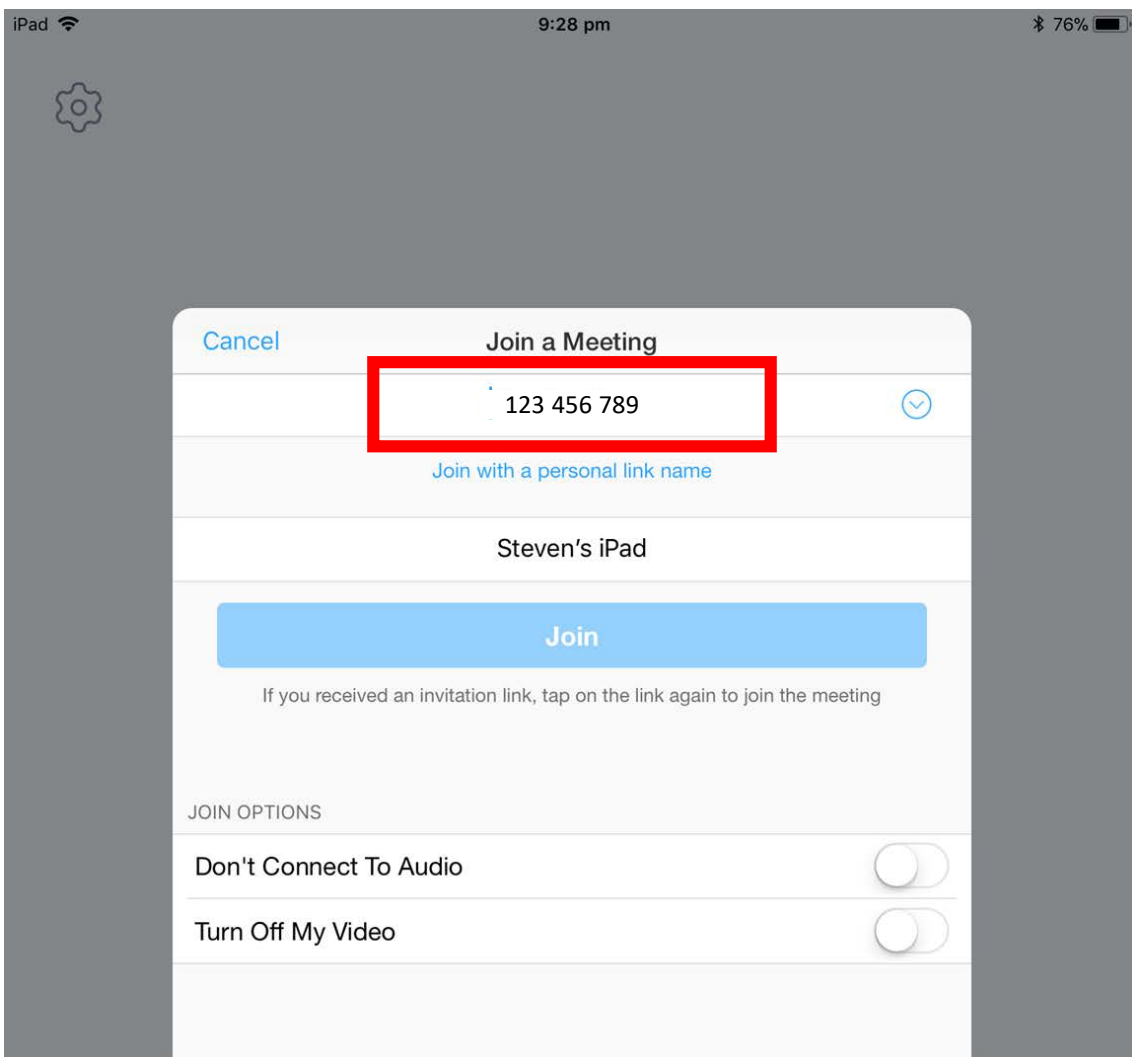 iPad 9:28 pm 76%
Cancel Join a Meeting
123 456 789
Join with a personal link name
Steven’s iPad
Join
If you received an invitation link, tap on the link again to join the meeting
JOIN OPTIONS
Don't Connect To Audio
Turn Off My Video